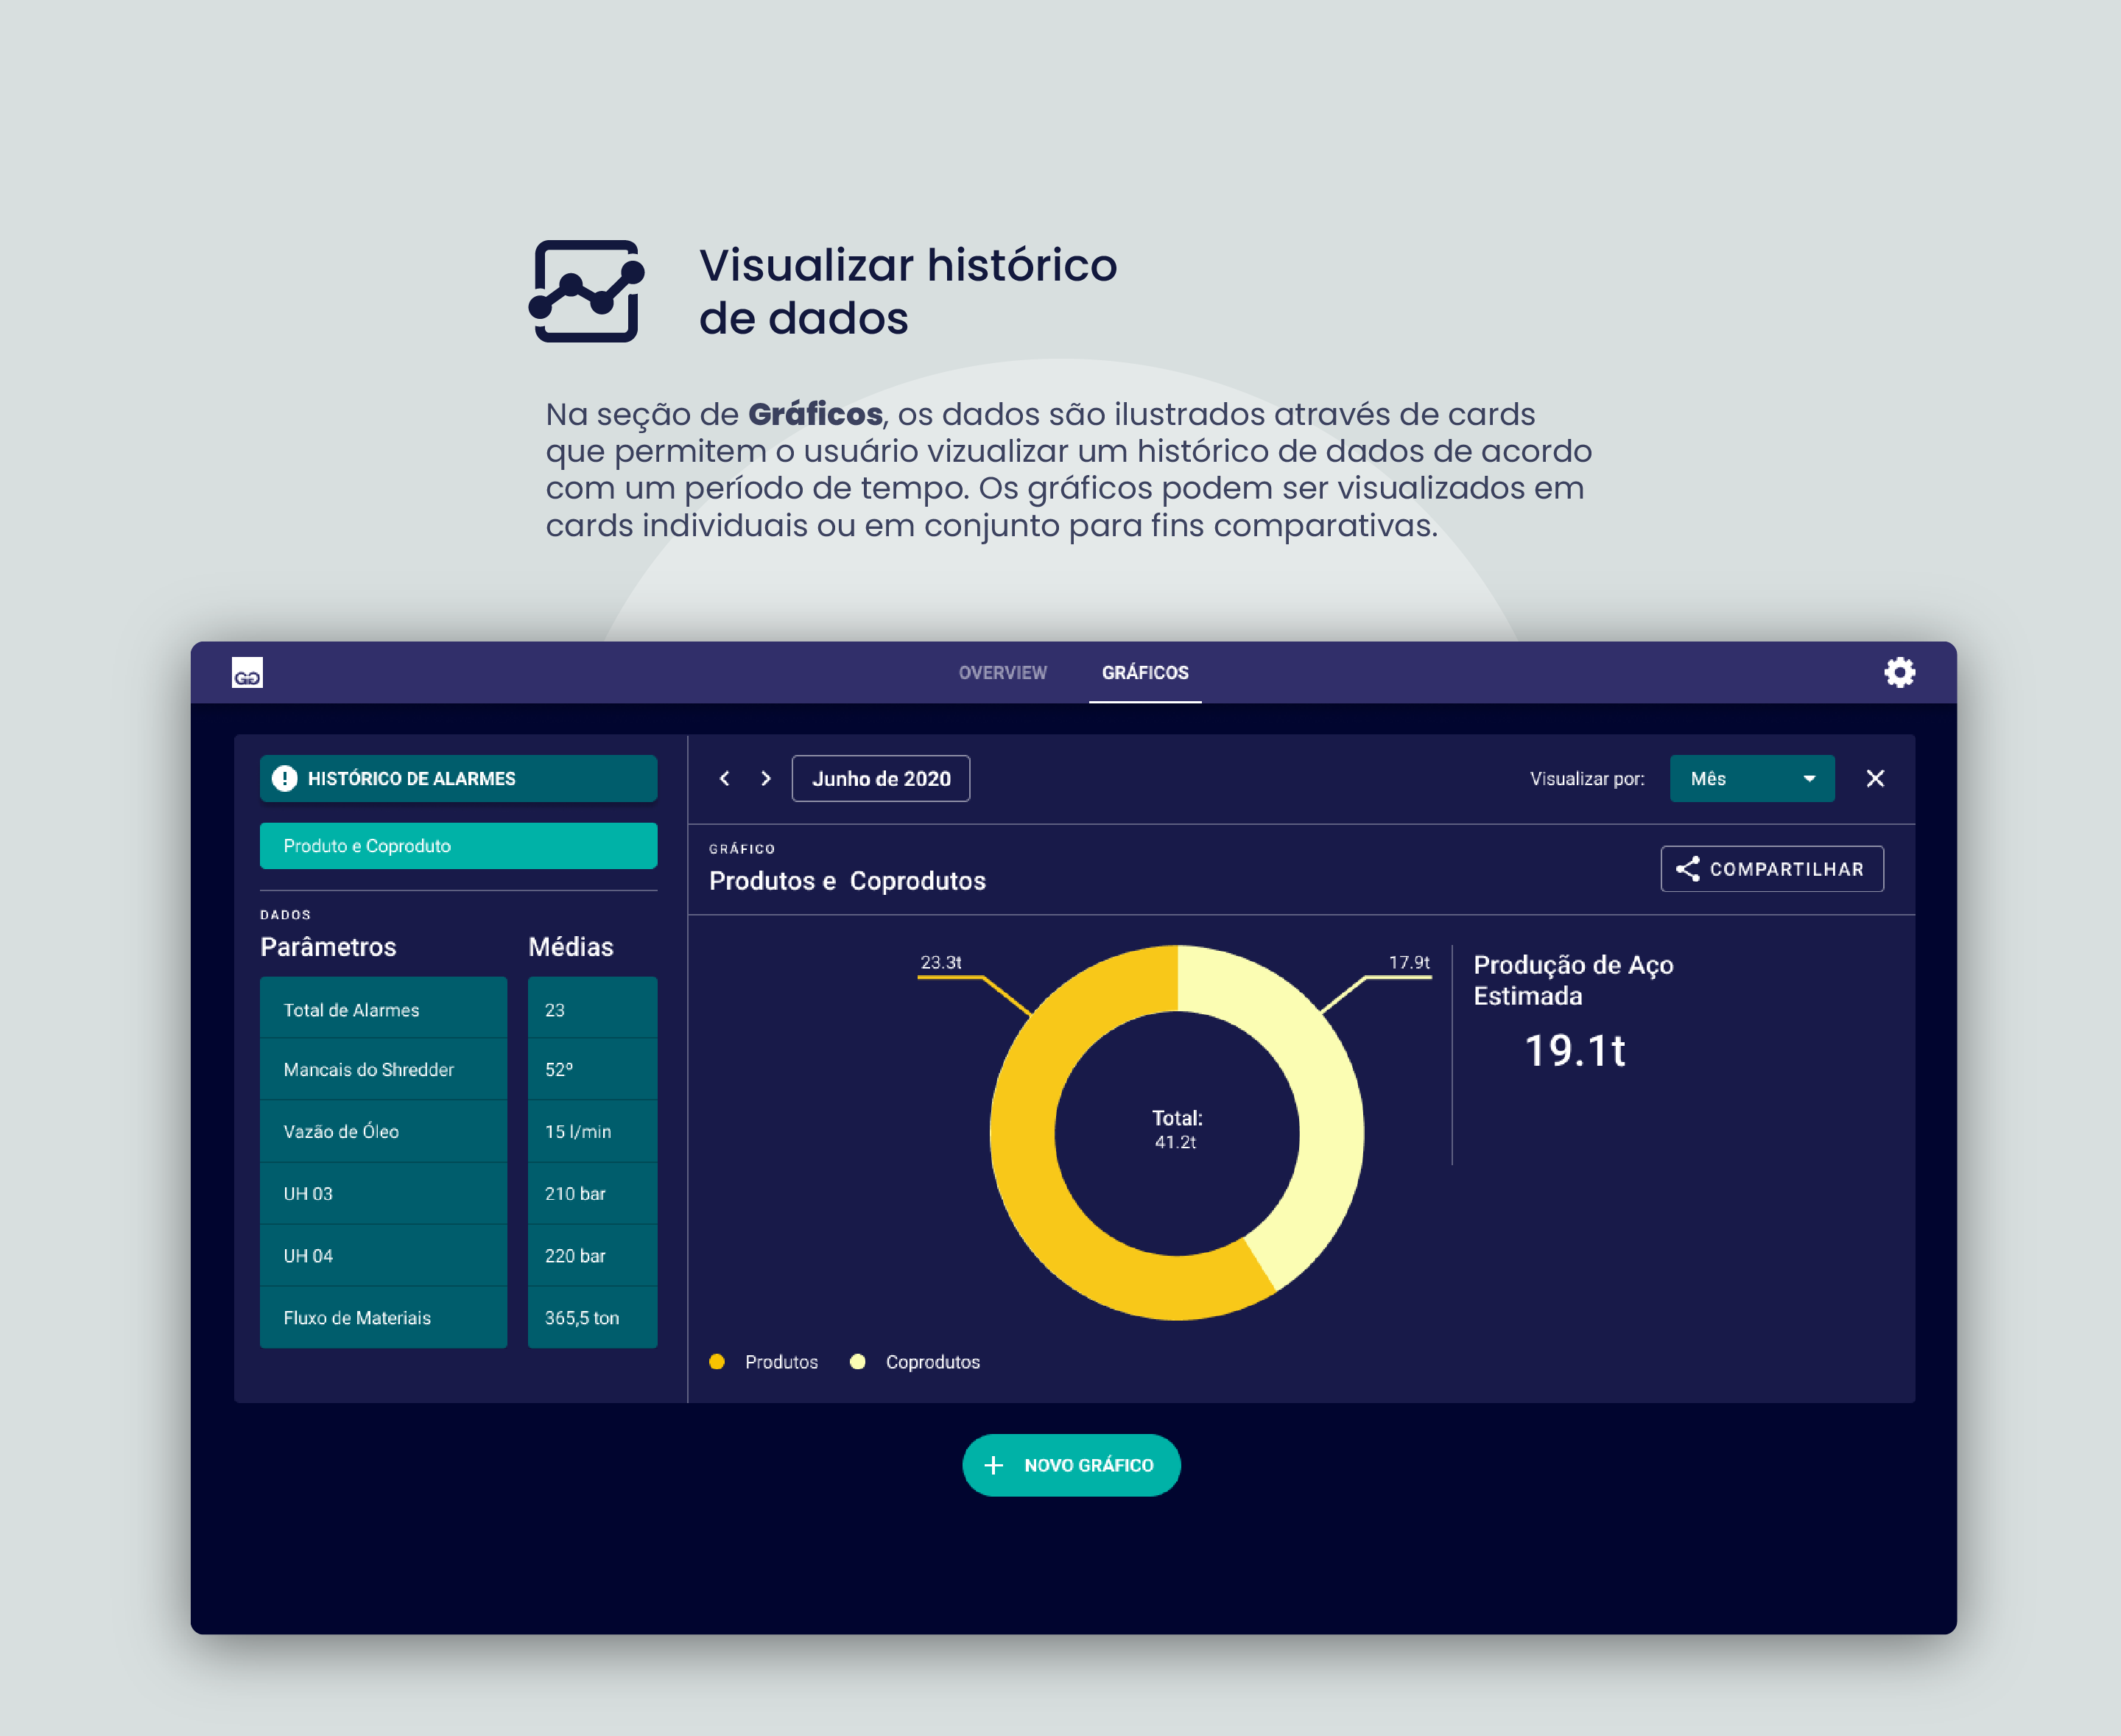 Visualizar histórico
de dados
Na seção de Gráficos, os dados são ilustrados através de cards
que permitem o usuário vizualizar um histórico de dados de acordo
com um período de tempo. Os gráficos podem ser visualizados em
cards individuais ou em conjunto para fins comparativas.
GG
OVERVIEW
GRÁFICOS
HISTÓRICO DE ALARMES
Produto e Coproduto
DADOS
Parâmetros Médias
Total de Alarmes 23
Mancais do Shredder 52º
Vazão de Óleo 15 l/min
UH 03 210 bar
UH 04 220 bar
Fluxo de Materiais 365,5 ton
Junho de 2020
Visualizar por: Mês
GRÁFICO
Produtos e Coprodutos
COMPARTILHAR
23.3t
17.9t
Total:
41.2t
Produção de Aço
Estimada
19.1t
Produtos Coprodutos
NOVO GRÁFICO